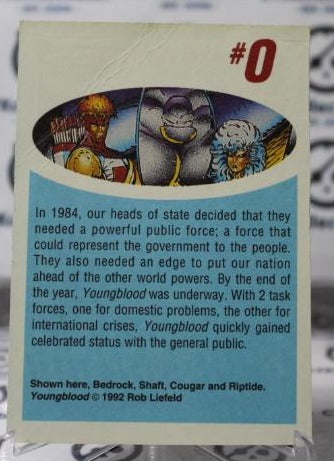 #0
In 1984, our heads of state decided that they
needed a powerful public force; a force that
could represent the government to the people.
They also needed an edge to put our nation
ahead of the other world powers. By the end of
the year, Youngblood was underway. With 2 task
forces, one for domestic problems, the other for
international crises, Youngblood quickly gained
celebrated status with the general public.
Shown here, Bedrock, Shaft, Cougar and Riptide.
Youngblood © 1992 Rob Liefeld